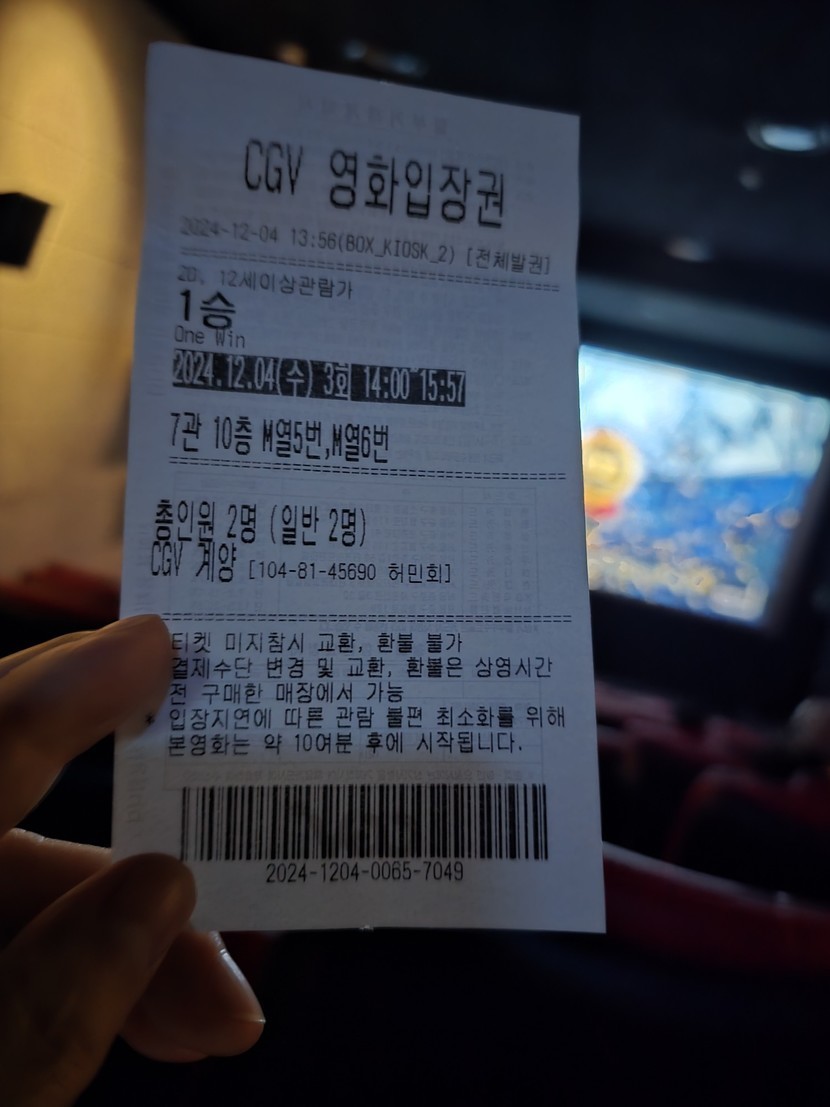 CGV 영화입장권
2024-12-04 13:56(BOX_KIOSK_2) [전체발권]
2D, 12세이상관람가
1승
One Win
2024.12.04(수) 3회 14:00~15:57
7관 10층 M열5번,M열6번
총인원 2명 (일반 2명)
CGV 계양 [104-81-45690 허민회]
티켓 미지참시 교환, 환불 불가
결제수단 변경 및 교환, 환불은 상영시간
전 구매한 매장에서 가능
* 입장지연에 따른 관람 불편 최소화를 위해
본영화는 약 10여분 후에 시작됩니다.
2024-1204-0065-7049